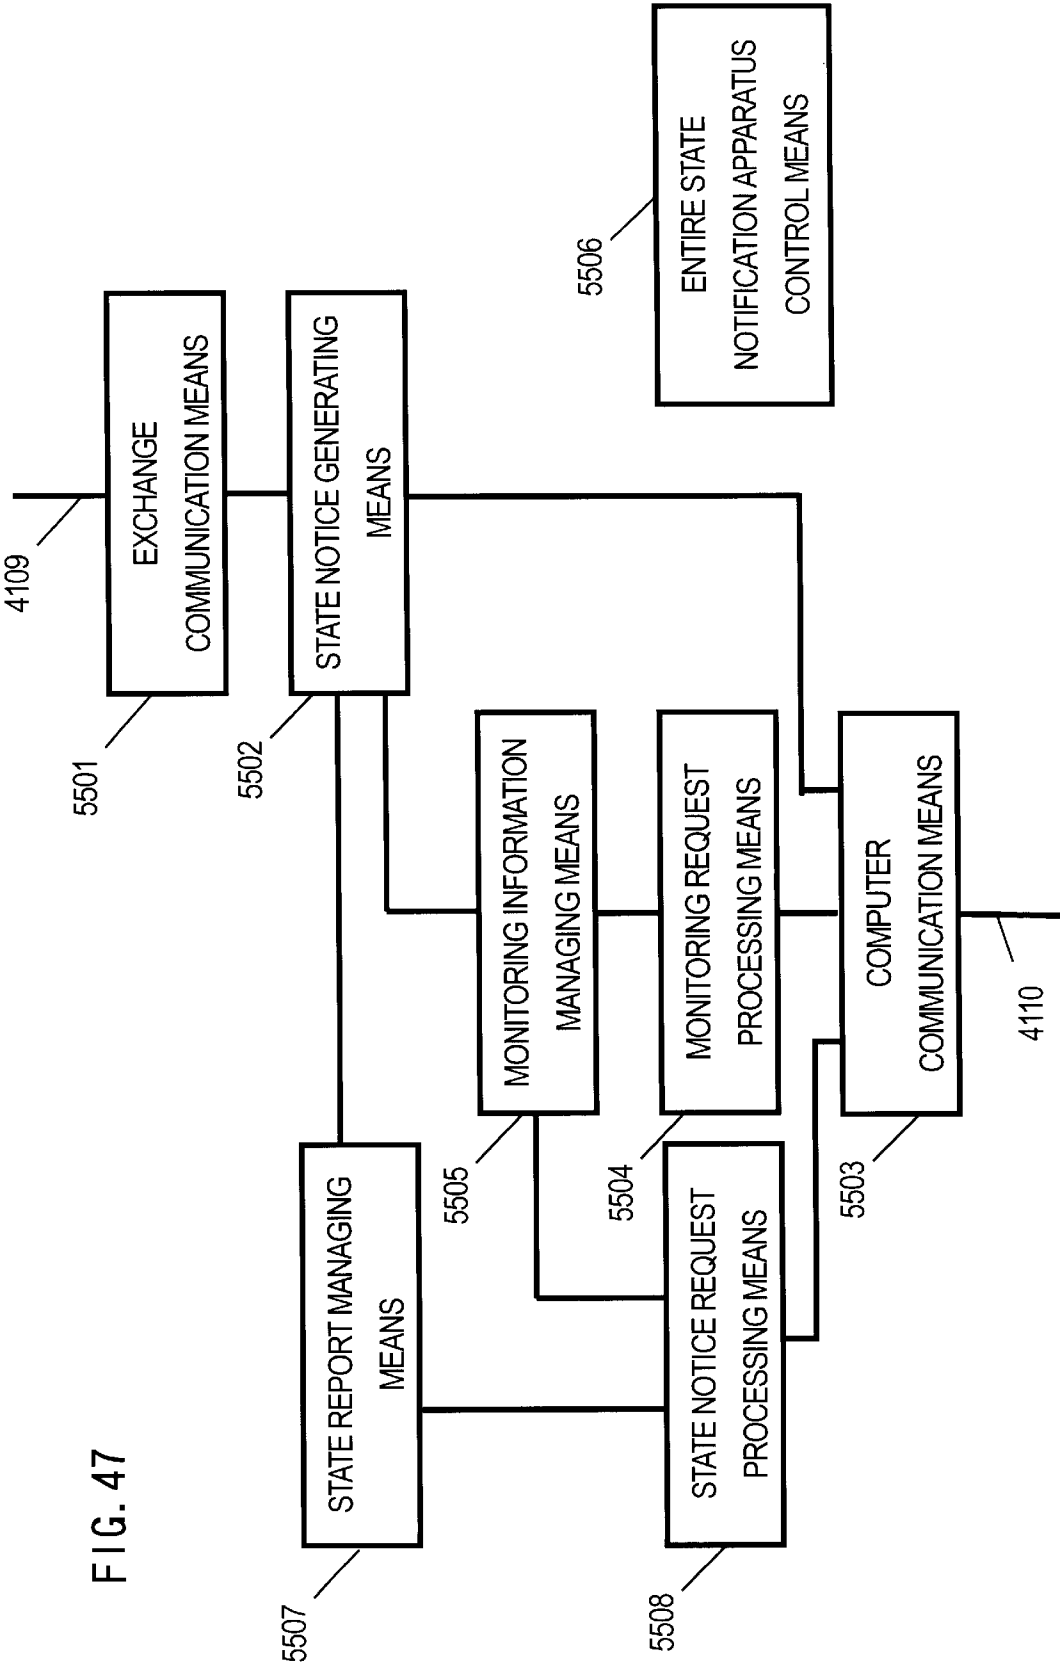 FIG. 47
4109
EXCHANGE
COMMUNICATION MEANS
5501
STATE NOTICE GENERATING
MEANS
5502
STATE REPORT MANAGING
MEANS
5507
MONITORING INFORMATION
MANAGING MEANS
5505
MONITORING REQUEST
PROCESSING MEANS
5504
STATE NOTICE REQUEST
PROCESSING MEANS
5508
COMPUTER
COMMUNICATION MEANS
5503
4110
ENTIRE STATE
NOTIFICATION APPARATUS
CONTROL MEANS
5506